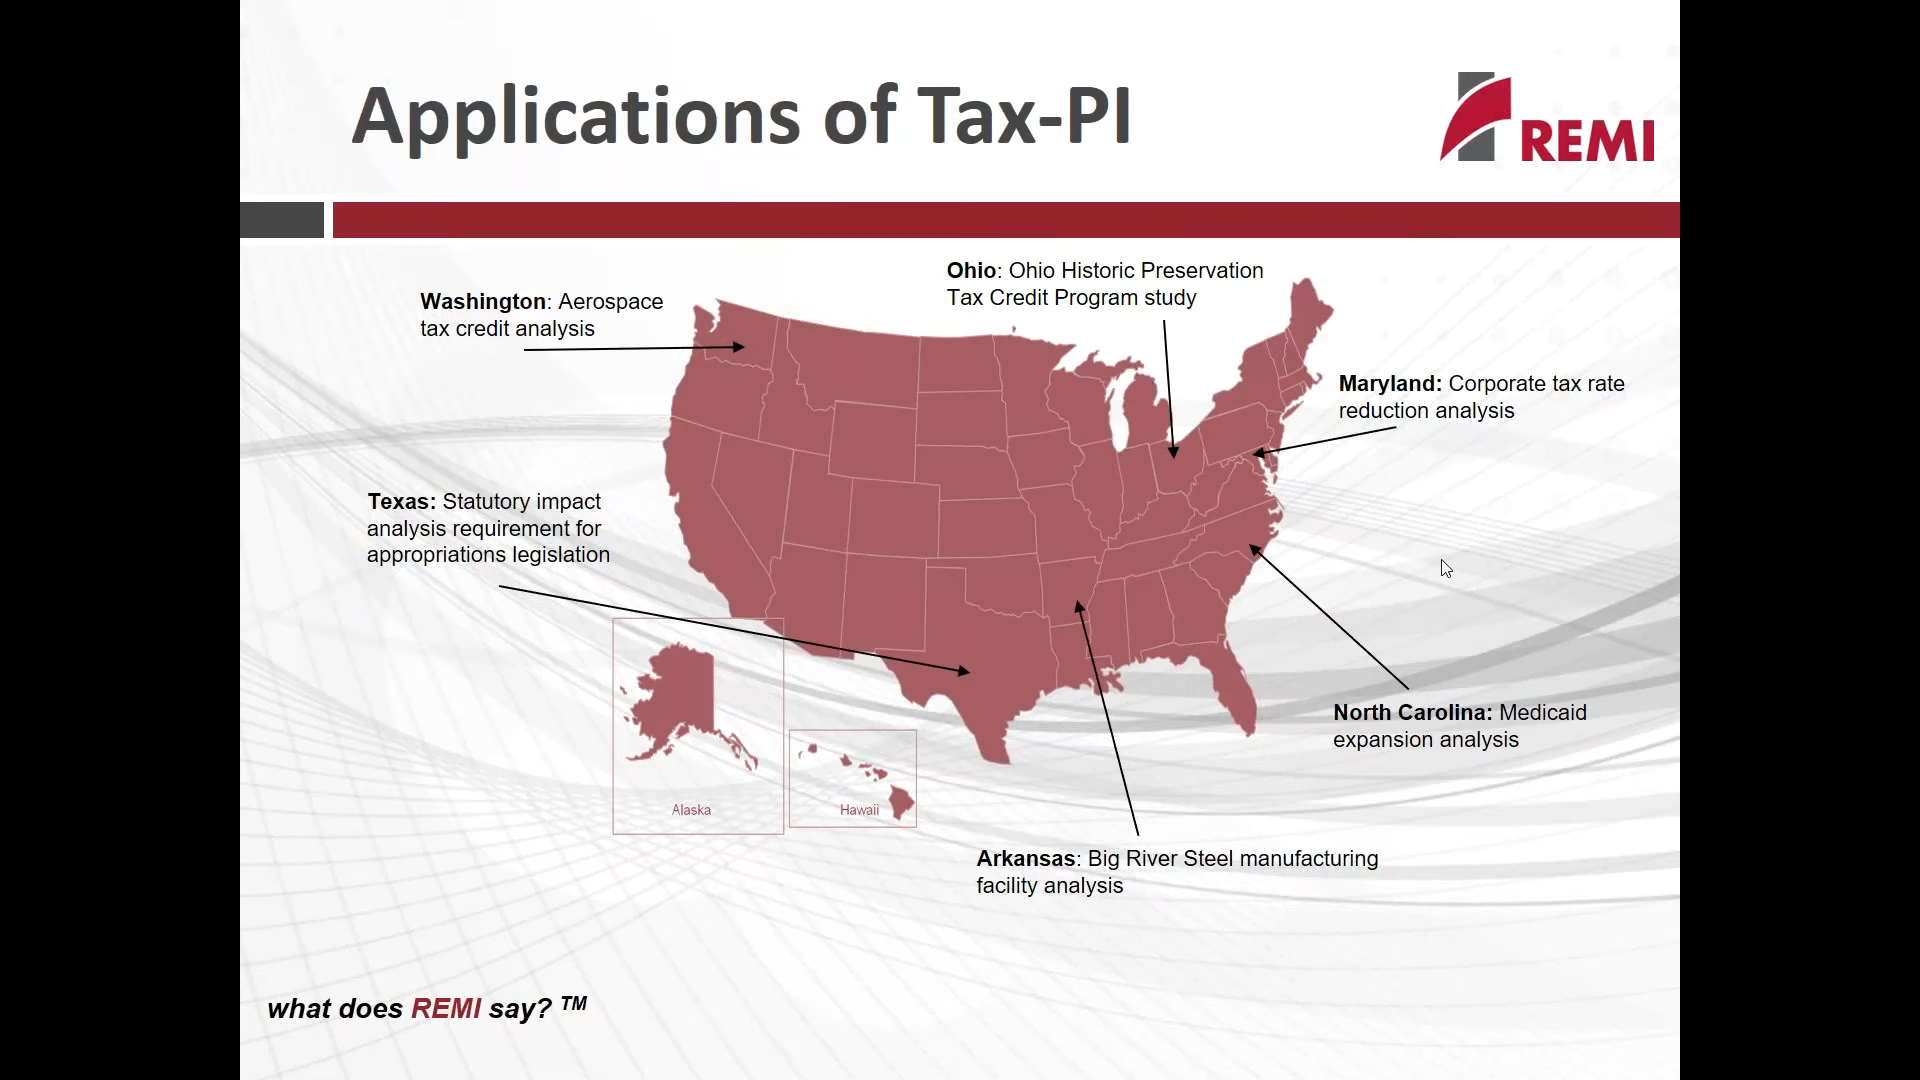 Applications of Tax-PI
REMI
Ohio: Ohio Historic Preservation
Tax Credit Program study
Washington: Aerospace
tax credit analysis
Maryland: Corporate tax rate
reduction analysis
Texas: Statutory impact
analysis requirement for
appropriations legislation
North Carolina: Medicaid
expansion analysis
Alaska
Hawaii
Arkansas: Big River Steel manufacturing
facility analysis
what does REMI say? TM